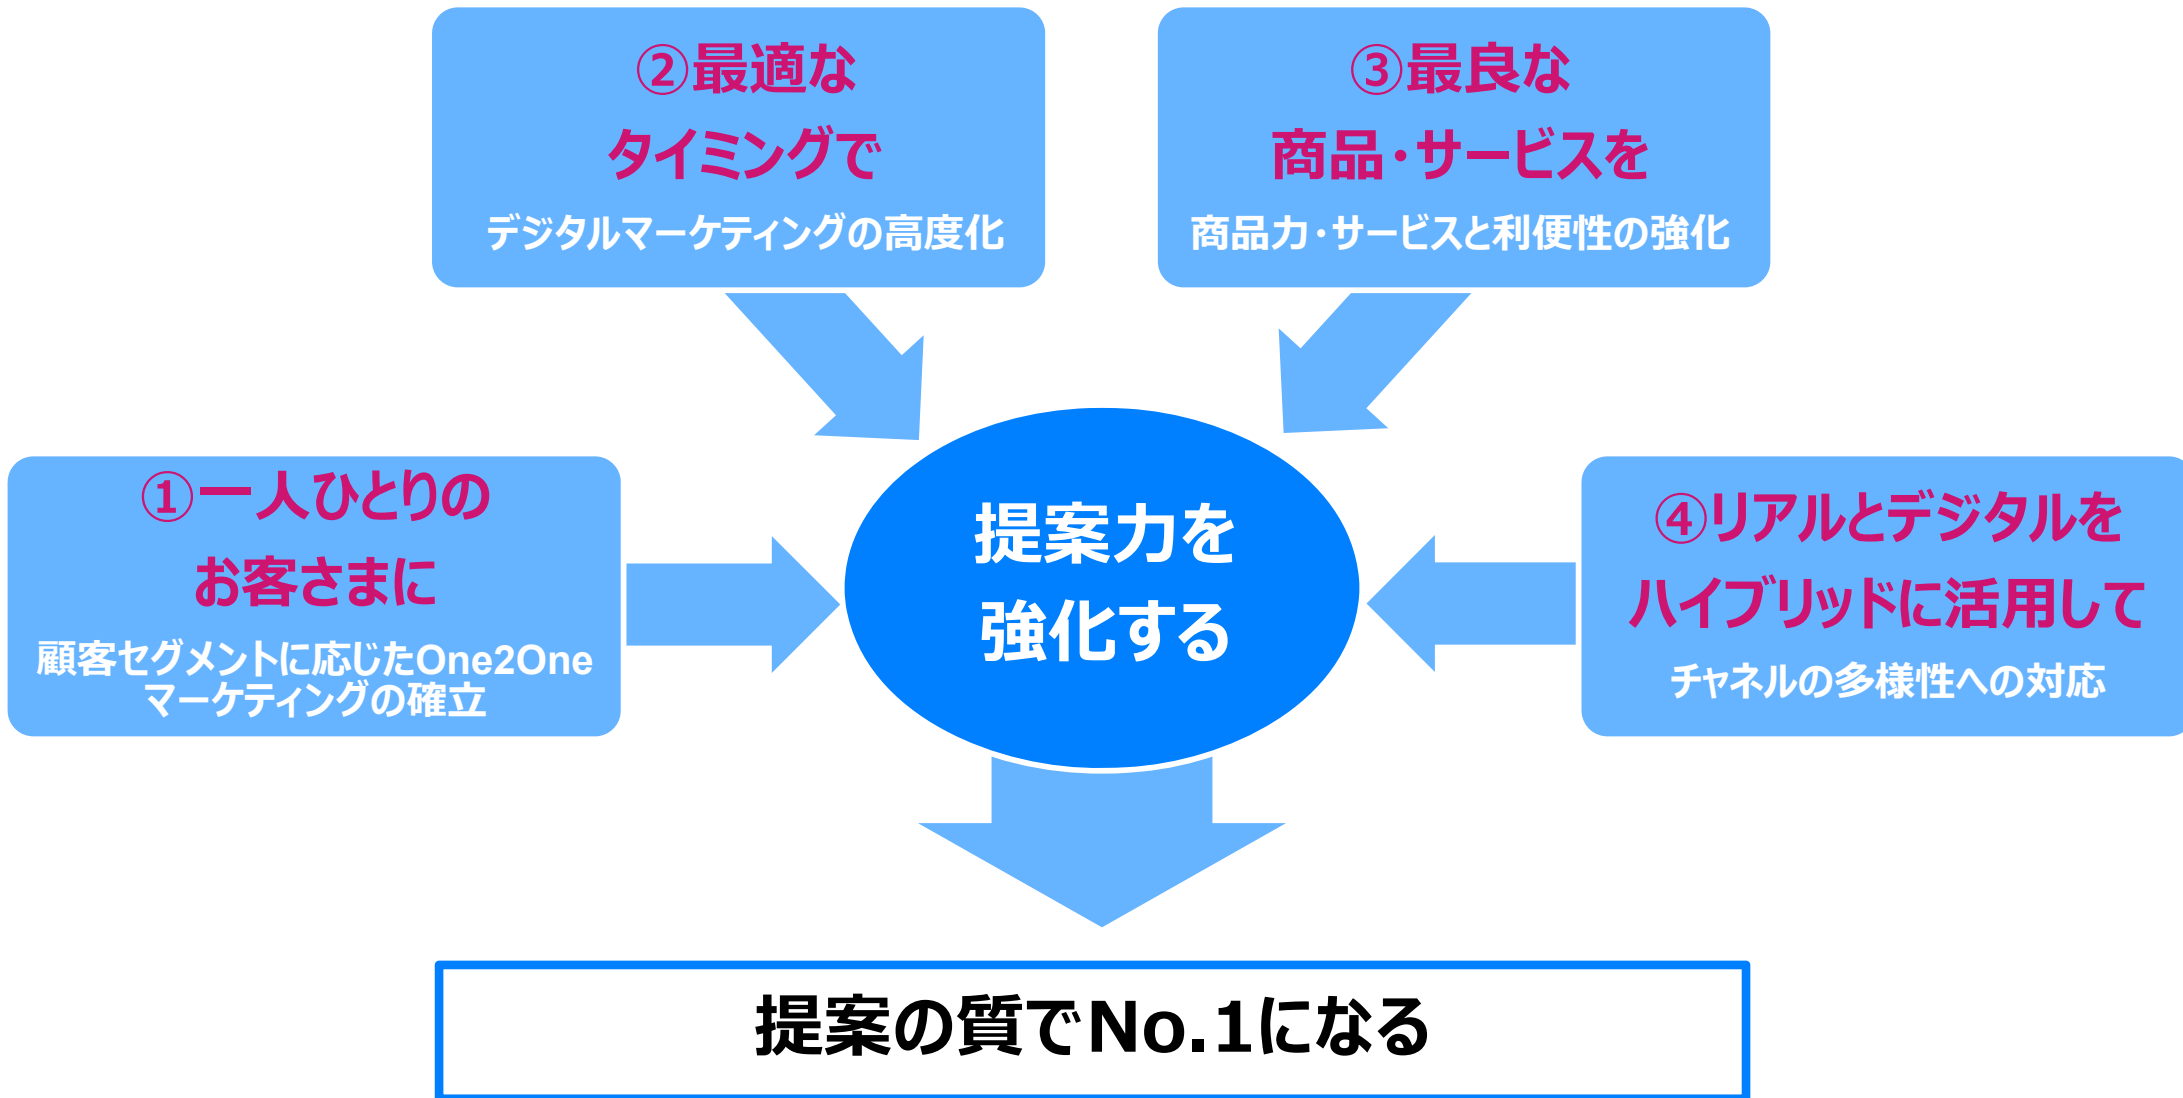 ②最適な
タイミングで
デジタルマーケティングの高度化
③最良な
商品・サービスを
商品力・サービスと利便性の強化
①一人ひとりの
お客さまに
顧客セグメントに応じたOne2One
マーケティングの確立
提案力を
強化する
④リアルとデジタルを
ハイブリッドに活用して
チャネルの多様性への対応
提案の質でNo.1になる